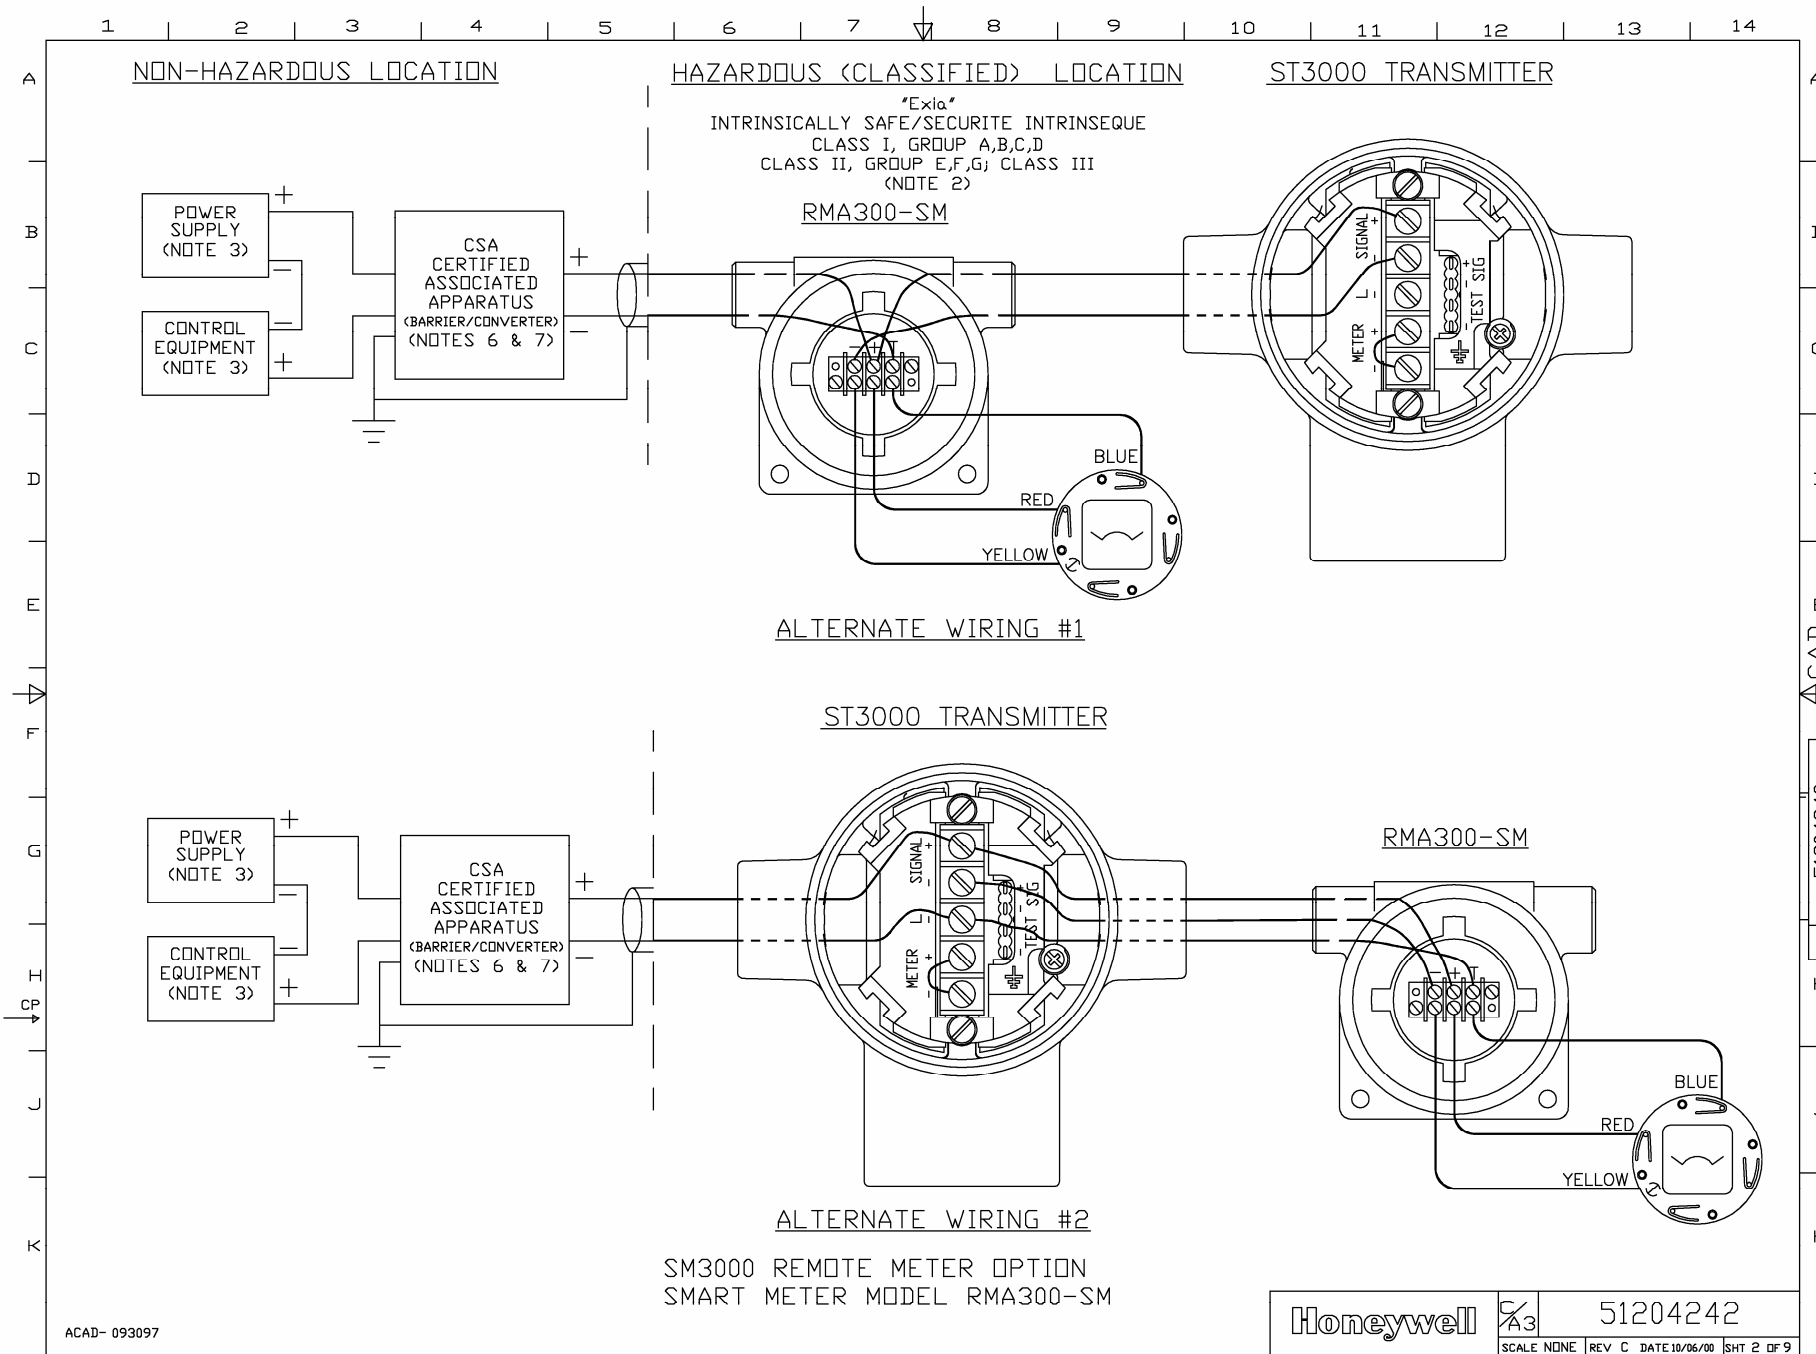 1 2 3 4 5 6 7 8 9 10 11 12 13 14
A
NON-HAZARDOUS LOCATION
HAZARDOUS (CLASSIFIED) LOCATION
ST3000 TRANSMITTER
"Exia"
INTRINSICALLY SAFE/SECURITE INTRINSEQUE
CLASS I, GROUP A,B,C,D
CLASS II, GROUP E,F,G; CLASS III
(NOTE 2)
RMA300-SM
B
POWER
SUPPLY
(NOTE 3)
+
-
CONTROL
EQUIPMENT
(NOTE 3)
-
+
CSA
CERTIFIED
ASSOCIATED
APPARATUS
(BARRIER/CONVERTER)
(NOTES 6 & 7)
+
-
- + T
SIGNAL
+
-
L -
METER
+
-
TEST SIG
+
-
-
C
D
BLUE
RED
YELLOW
E
ALTERNATE WIRING #1
F
ST3000 TRANSMITTER
G
POWER
SUPPLY
(NOTE 3)
+
-
CONTROL
EQUIPMENT
(NOTE 3)
-
+
CSA
CERTIFIED
ASSOCIATED
APPARATUS
(BARRIER/CONVERTER)
(NOTES 6 & 7)
+
-
SIGNAL
+
-
L -
METER
+
-
TEST SIG
+
-
-
RMA300-SM
- + T
H
CP
J
BLUE
RED
YELLOW
ALTERNATE WIRING #2
K
SM3000 REMOTE METER OPTION
SMART METER MODEL RMA300-SM
ACAD- 093097
Honeywell
C/A3
51204242
SCALE NONE REV C DATE 10/06/00 SHT 2 OF 9